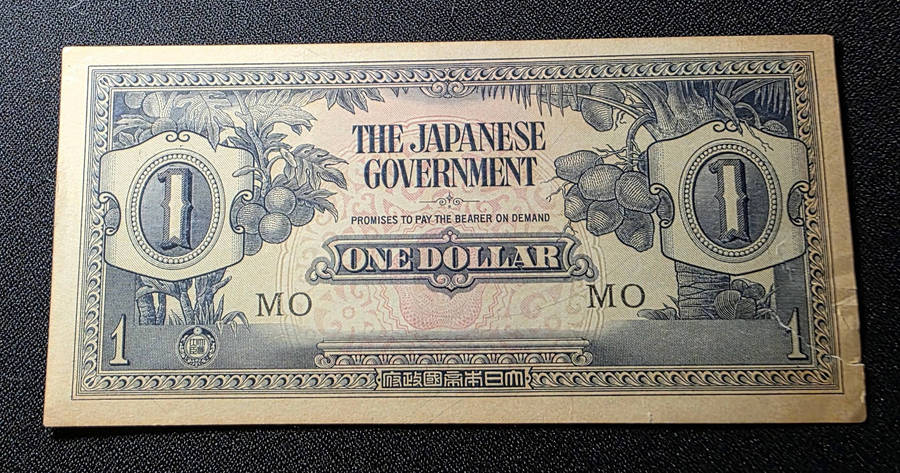 THE JAPANESE
GOVERNMENT
PROMISES TO PAY THE BEARER ON DEMAND
1
1
ONE DOLLAR
MO
MO
1
1
大日本帝國政府